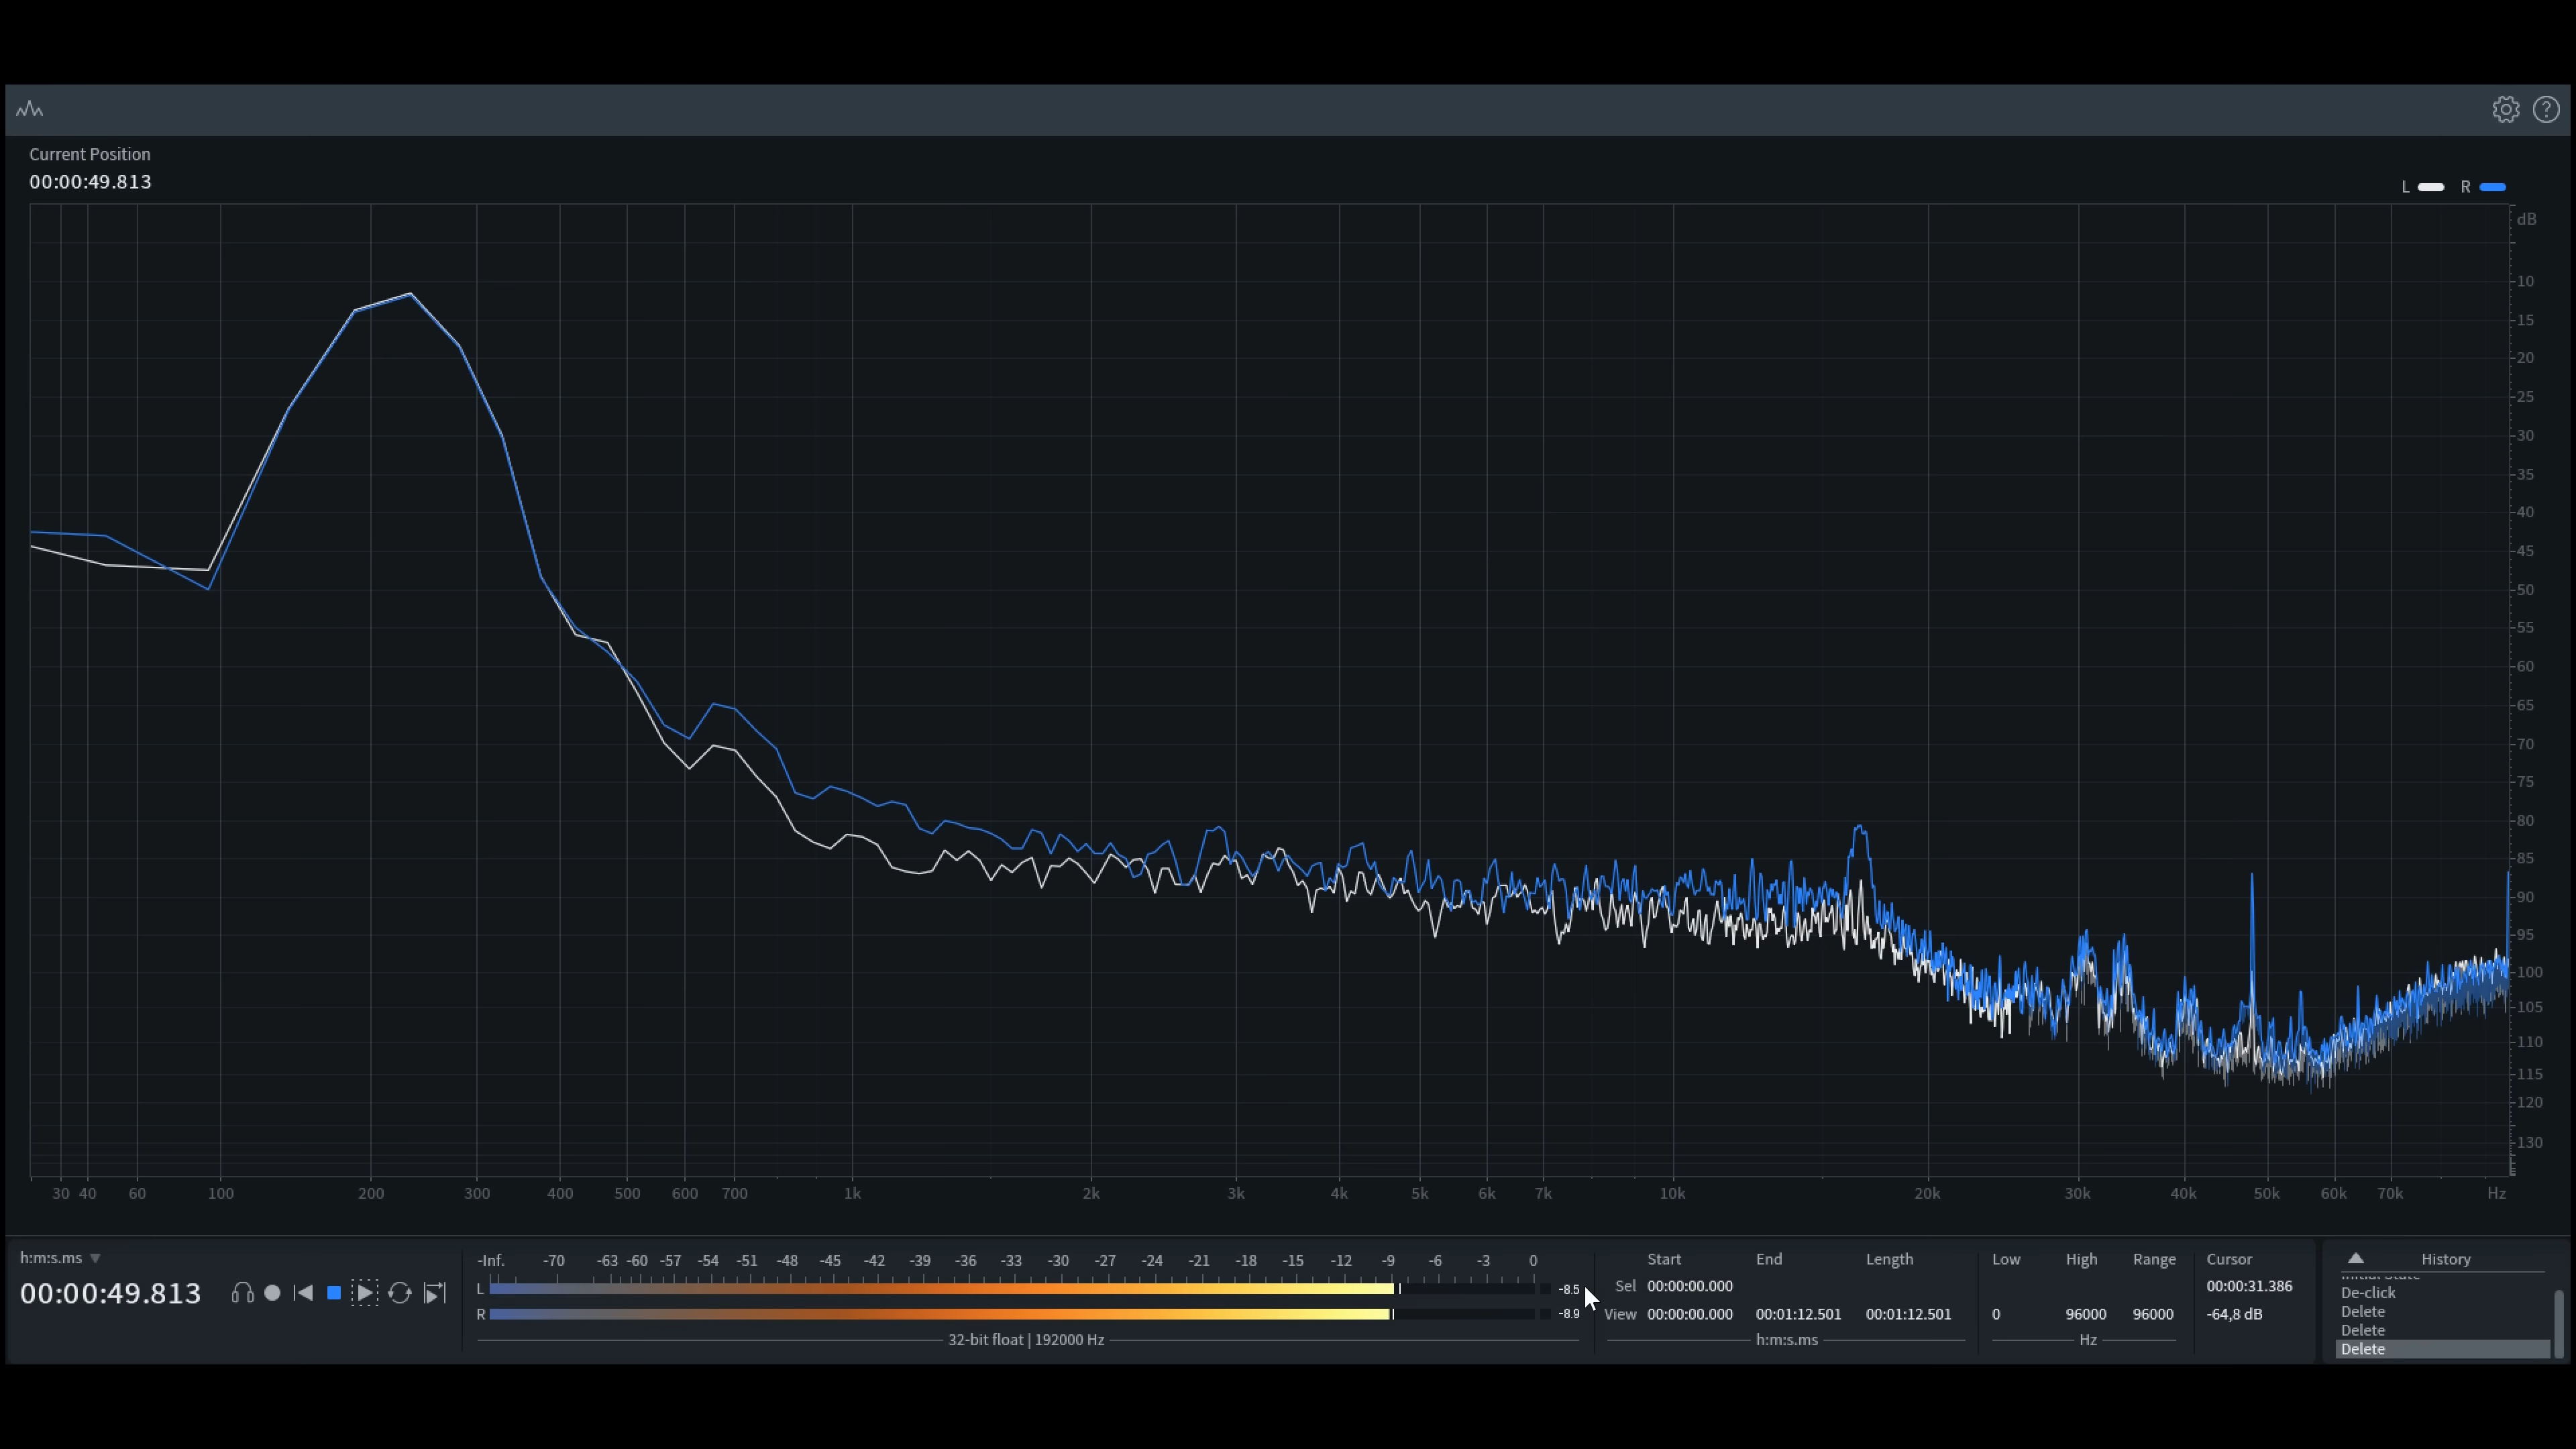 Current Position
00:00:49.813
L R
dB
10
15
20
25
30
35
40
45
50
55
60
65
70
75
80
85
90
95
100
105
110
115
120
130
30 40 60 100 200 300 400 500 600 700 1k 2k 3k 4k 5k 6k 7k 10k 20k 30k 40k 50k 60k 70k Hz
h:m:s.ms
00:00:49.813
-Inf. -70 -63 -60 -57 -54 -51 -48 -45 -42 -39 -36 -33 -30 -27 -24 -21 -18 -15 -12 -9 -6 -3 0
L -8.5
R -8.9
32-bit float | 192000 Hz
Start End Length
Sel 00:00:00.000
View 00:00:00.000 00:01:12.501 00:01:12.501
h:m:s.ms
Low High Range
0 96000 96000
Hz
Cursor
00:00:31.386
-64,8 dB
History
Initial State
De-click
Delete
Delete
Delete